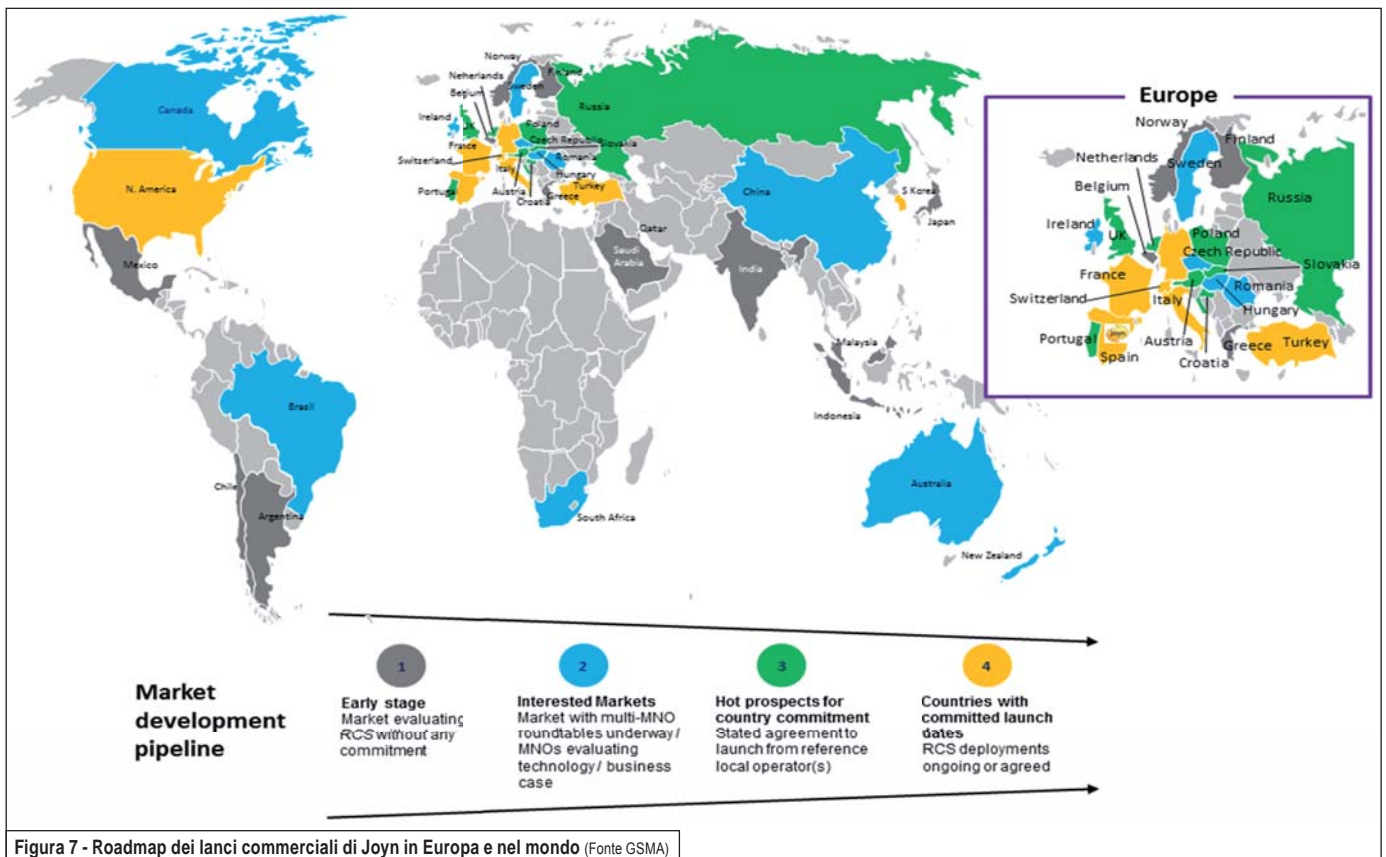 Canada
N. America
Mexico
Brazil
Chile
Argentina
Norway
Finland
Neherlands
Sweden
Belgium
Ireland
UK
Poland
Russia
France
Czech Republic
Slovakia
Switzerland
Romania
Italy
Hungary
Portugal
Austria
Greece
Turkey
Croatia
China
S Korea
Japan
Qatar
Saudi
Arabia
India
Malaysia
Indonesia
South Africa
Australia
New Zealand
Europe
Norway
Finland
Netherlands
Sweden
Belgium
Russia
Ireland
UK
Poland
Czech Republic
Slovakia
France
Romania
Switzerland
Italy
Hungary
Portugal
Austria
Greece
Turkey
Spain
Croatia
Market
development
pipeline
1
Early stage
Market evaluating
RCS without any
commitment
2
Interested Markets
Market with multi-MNO
roundtables underway/
MNOs evaluating
technology/ business
case
3
Hot prospects for
country commitment
Stated agreement to
launch from reference
local operator(s)
4
Countries with
committed launch
dates
RCS deployments
ongoing or agreed
Figura 7 - Roadmap dei lanci commerciali di Joyn in Europa e nel mondo (Fonte GSMA)